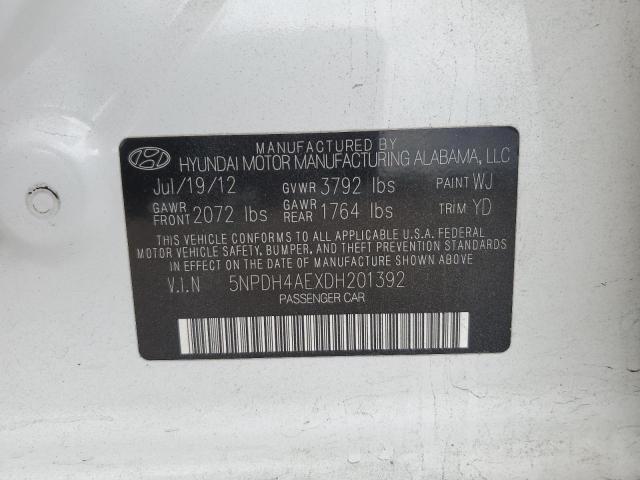 MANUFACTURED BY
HYUNDAI MOTOR MANUFACTURING ALABAMA, LLC
Jul/19/12 GVWR 3792 lbs PAINT WJ
GAWR FRONT 2072 lbs GAWR REAR 1764 lbs TRIM YD
THIS VEHICLE CONFORMS TO ALL APPLICABLE U.S.A. FEDERAL
MOTOR VEHICLE SAFETY, BUMPER, AND THEFT PREVENTION STANDARDS
IN EFFECT ON THE DATE OF MANUFACTURE SHOWN ABOVE
V.I.N 5NPDH4AEXDH201392
PASSENGER CAR